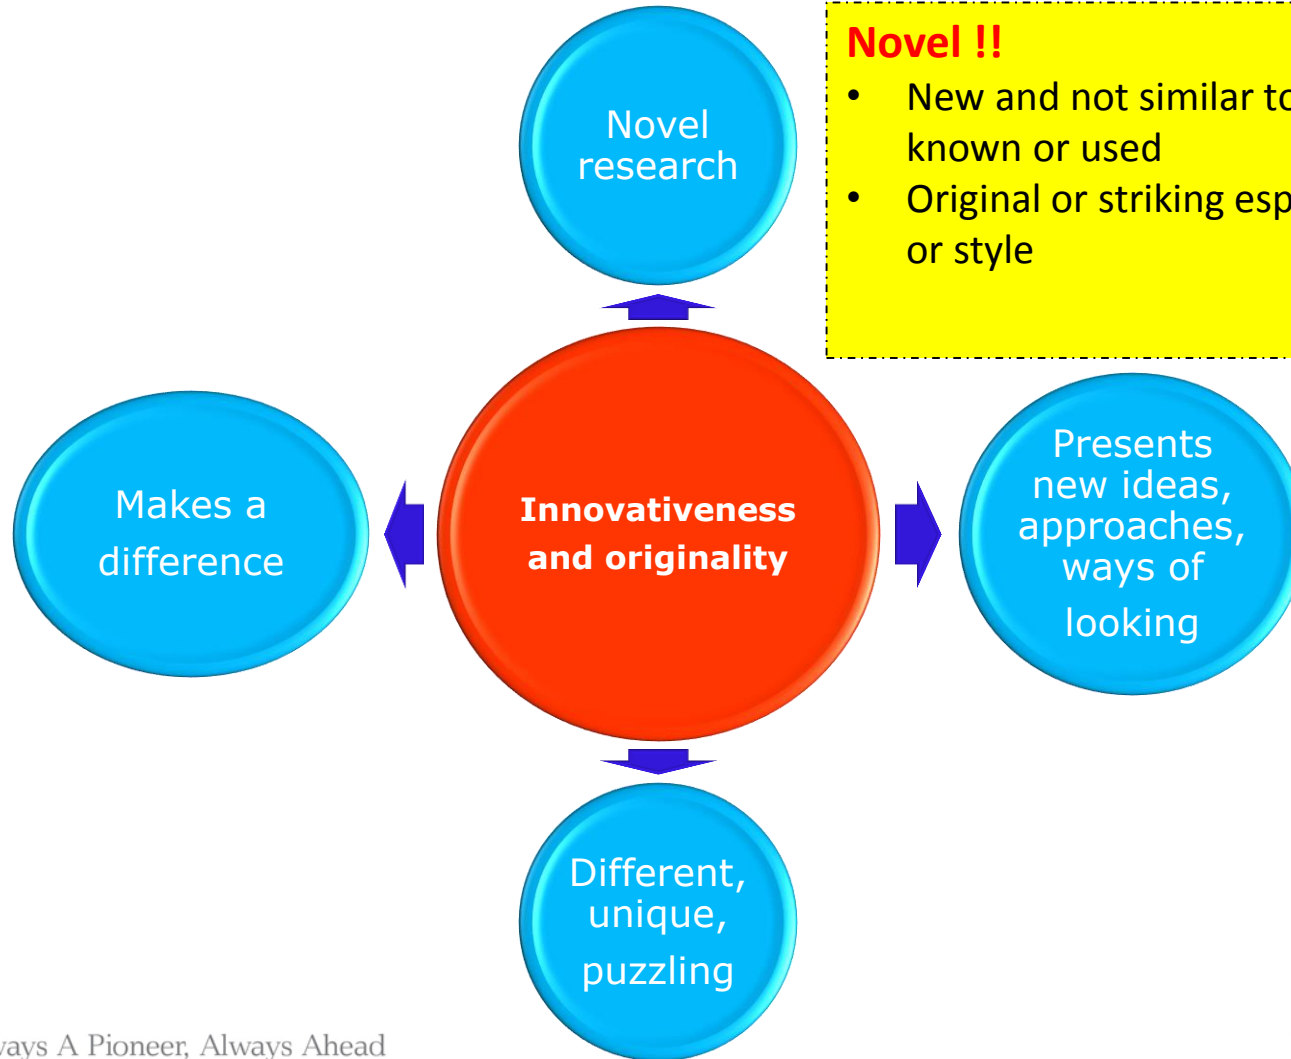 Novel
research
Novel !!
• New and not similar to
known or used
• Original or striking esp
or style
Makes a
difference
Innovativeness
and originality
Presents
new ideas,
approaches,
ways of
looking
Different,
unique,
puzzling
ways A Pioneer, Always Ahead